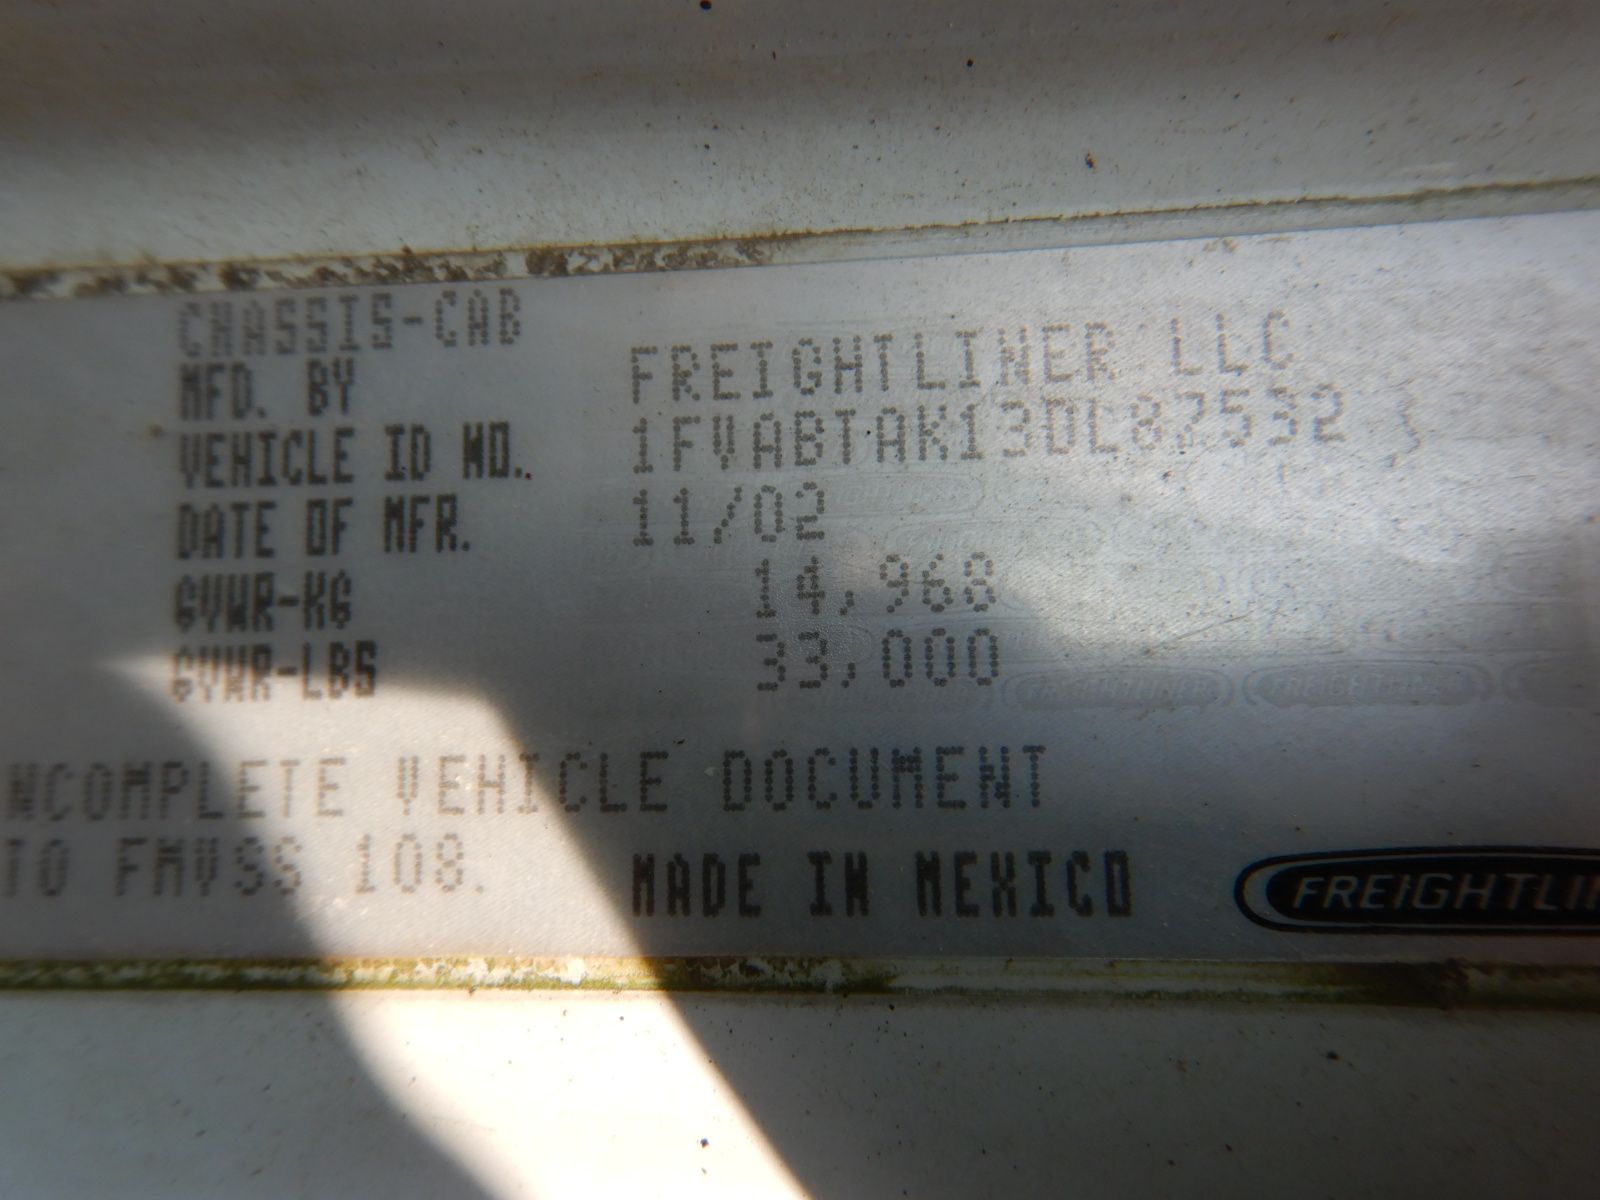 CHASSIS-CAB
MFD. BY FREIGHTLINER LLC
VEHICLE ID NO. 1FVABTAK13DL87532
DATE OF MFR. 11/02
GVWR-KG 14,968
GVWR-LBS 33,000
NCOMPLETE VEHICLE DOCUMENT
TO FMVSS 108. MADE IN MEXICO
FREIGHTLIN